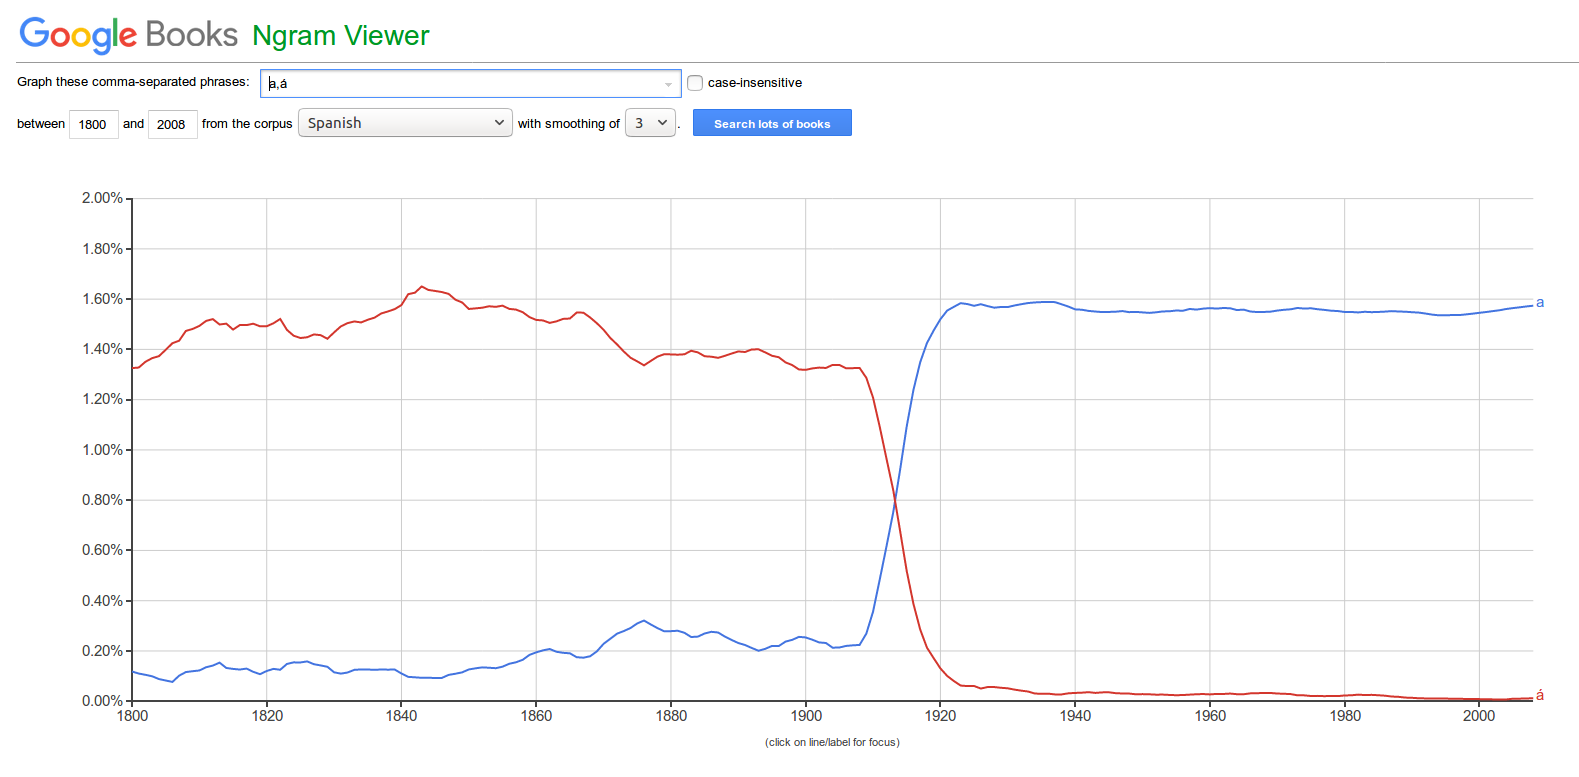 Google Books Ngram Viewer
Graph these comma-separated phrases: a,á case-insensitive
between 1800 and 2008 from the corpus Spanish with smoothing of 3 . Search lots of books
2.00%
1.80%
1.60%
a
1.40%
1.20%
1.00%
0.80%
0.60%
0.40%
0.20%
0.00%
á
1800 1820 1840 1860 1880 1900 1920 1940 1960 1980 2000
(click on line/label for focus)